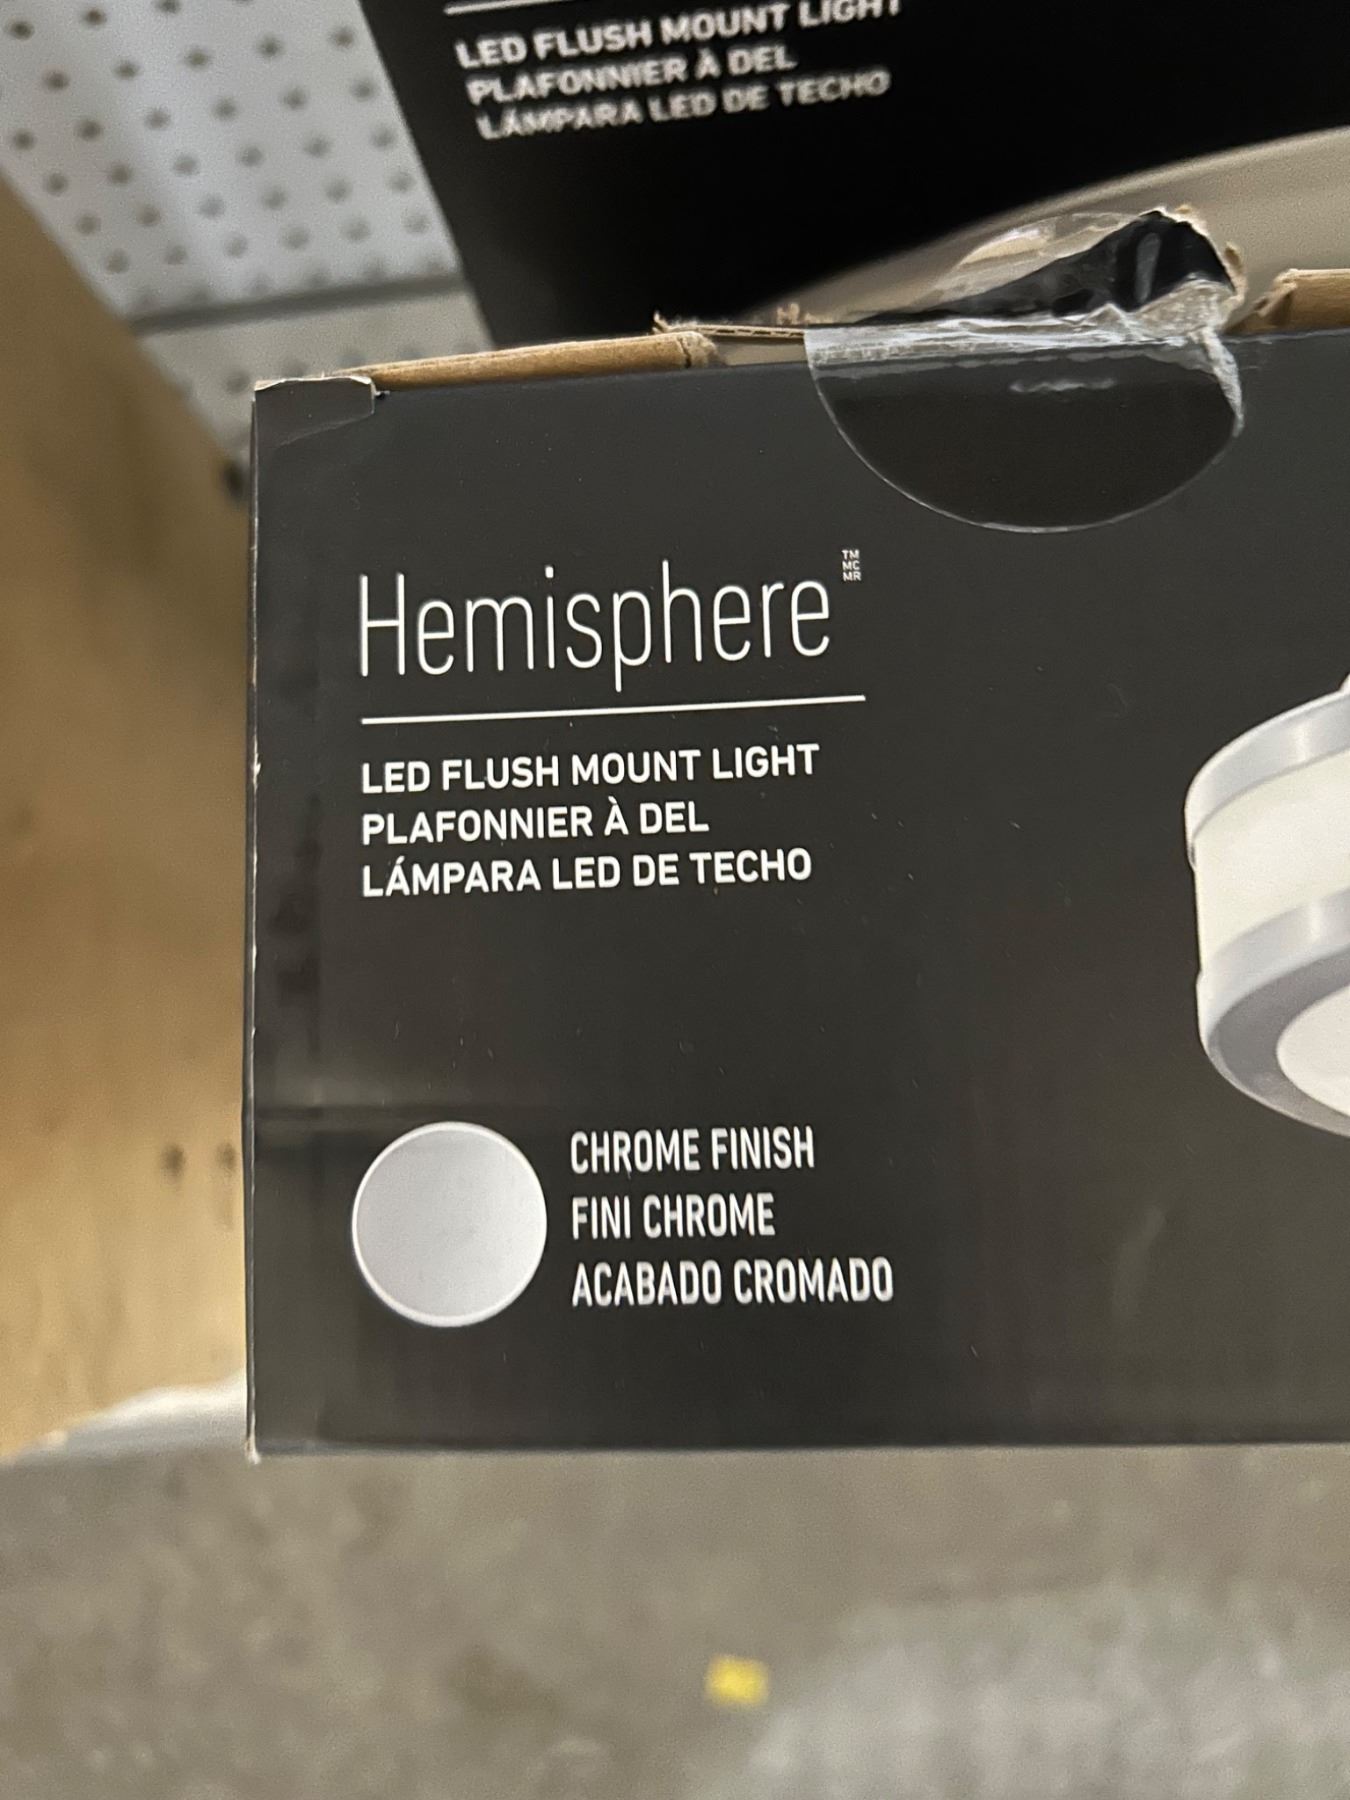 LED FLUSH MOUNT LIGHT
PLAFONNIER À DEL
LÁMPARA LED DE TECHO
Hemisphere
TM
MC
MR
LED FLUSH MOUNT LIGHT
PLAFONNIER À DEL
LÁMPARA LED DE TECHO
CHROME FINISH
FINI CHROME
ACABADO CROMADO